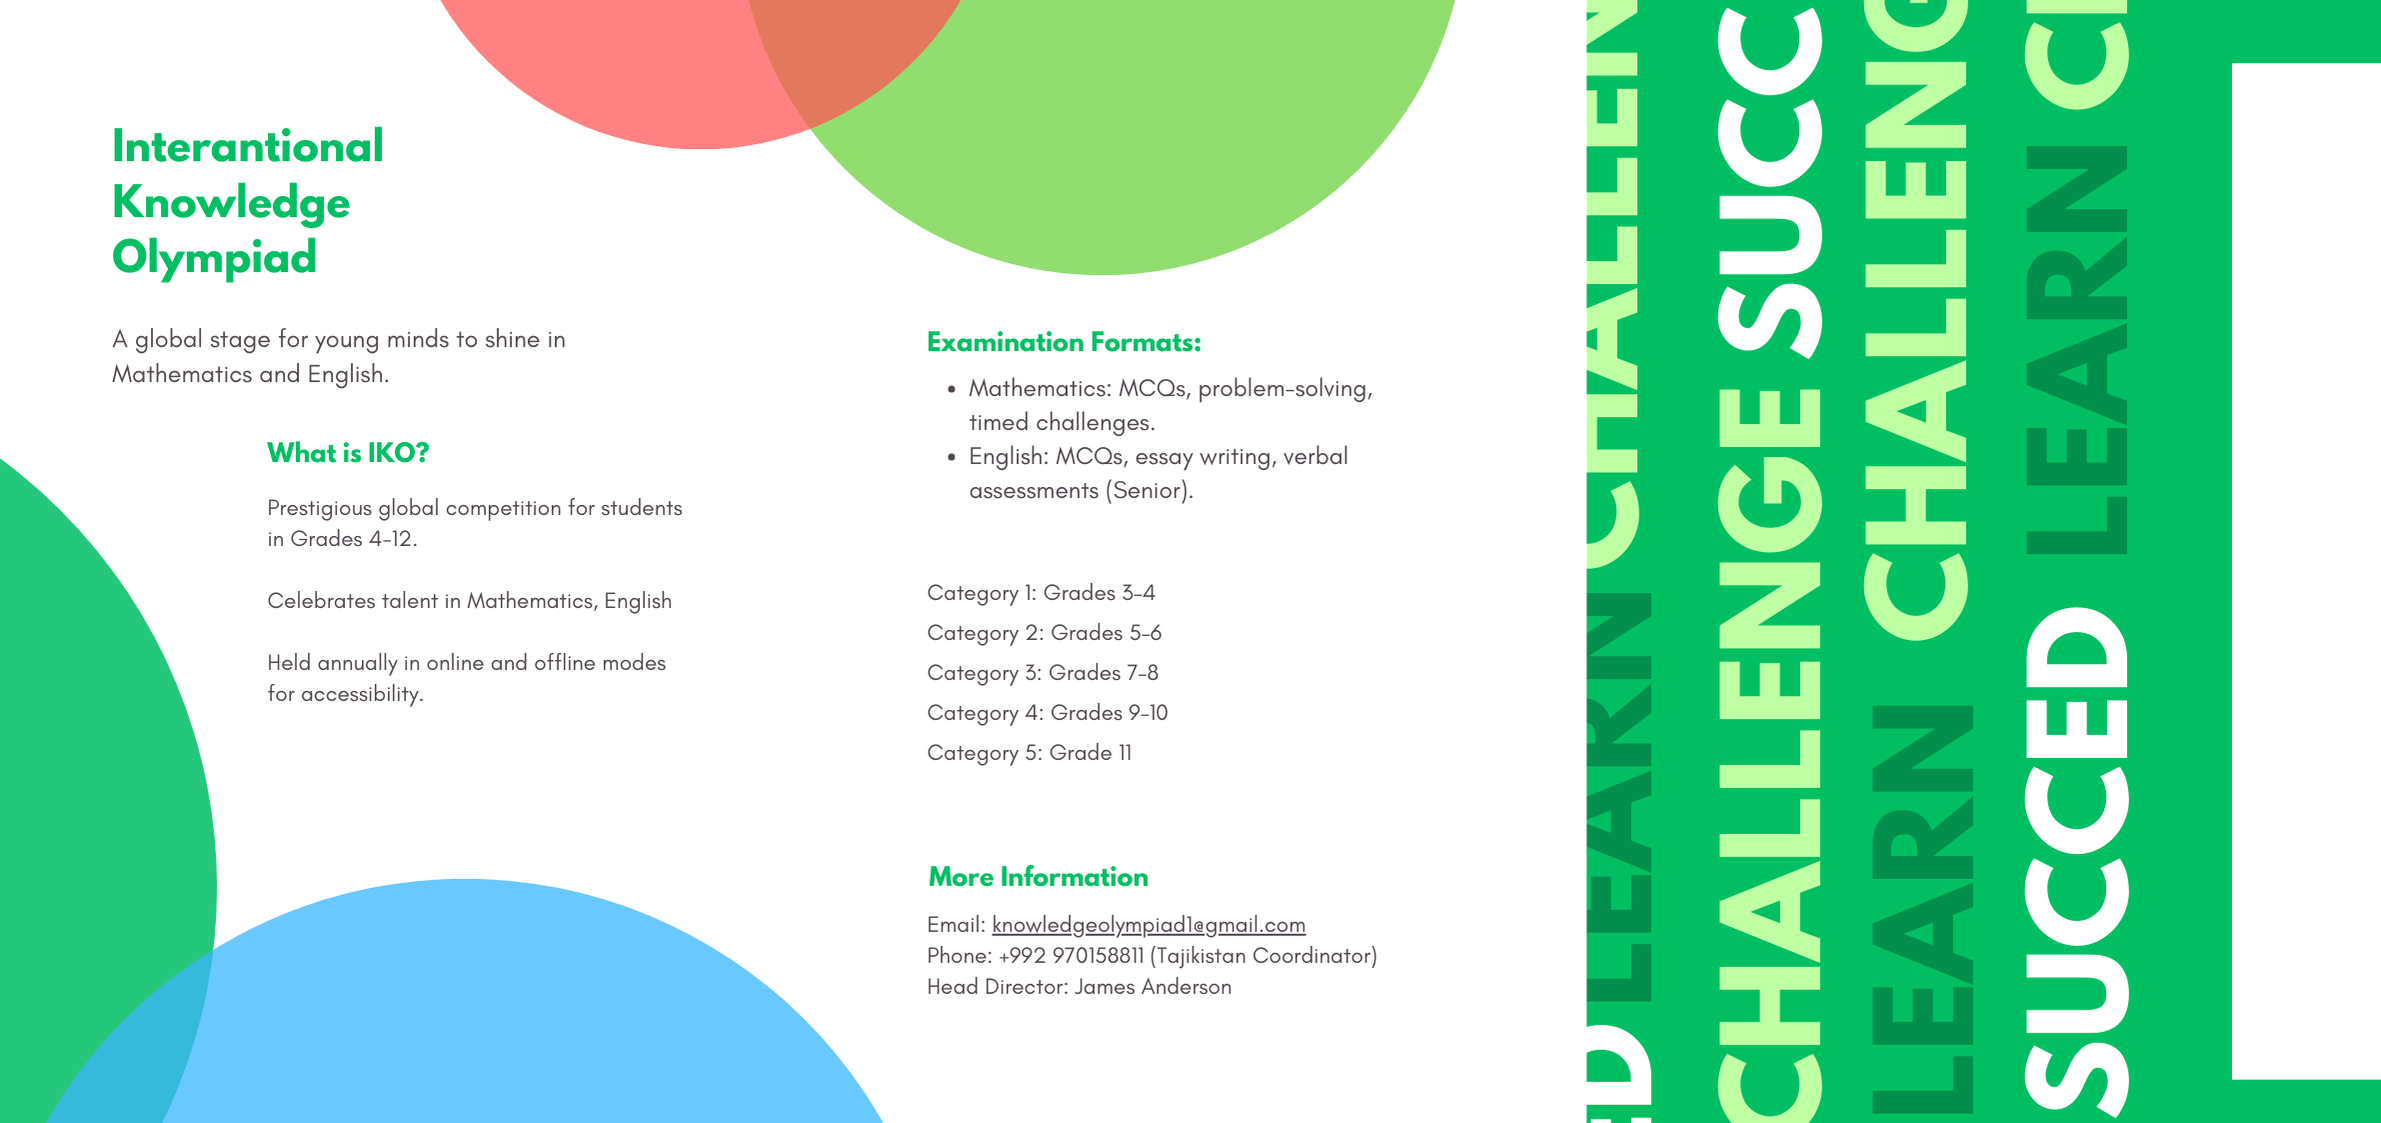 Interantional
Knowledge
Olympiad
A global stage for young minds to shine in
Mathematics and English.
What is IKO?
Prestigious global competition for students
in Grades 4-12.
Celebrates talent in Mathematics, English
Held annually in online and offline modes
for accessibility.
Examination Formats:
• Mathematics: MCQs, problem-solving,
timed challenges.
• English: MCQs, essay writing, verbal
assessments (Senior).
Category 1: Grades 3-4
Category 2: Grades 5-6
Category 3: Grades 7-8
Category 4: Grades 9-10
Category 5: Grade 11
More Information
Email: knowledgeolympiad1@gmail.com
Phone: +992 970158811 (Tajikistan Coordinator)
Head Director: James Anderson
LEARN CHALLEN
CHALLENGE SUCC
LEARN CHALLENG
SUCCED LEARN C